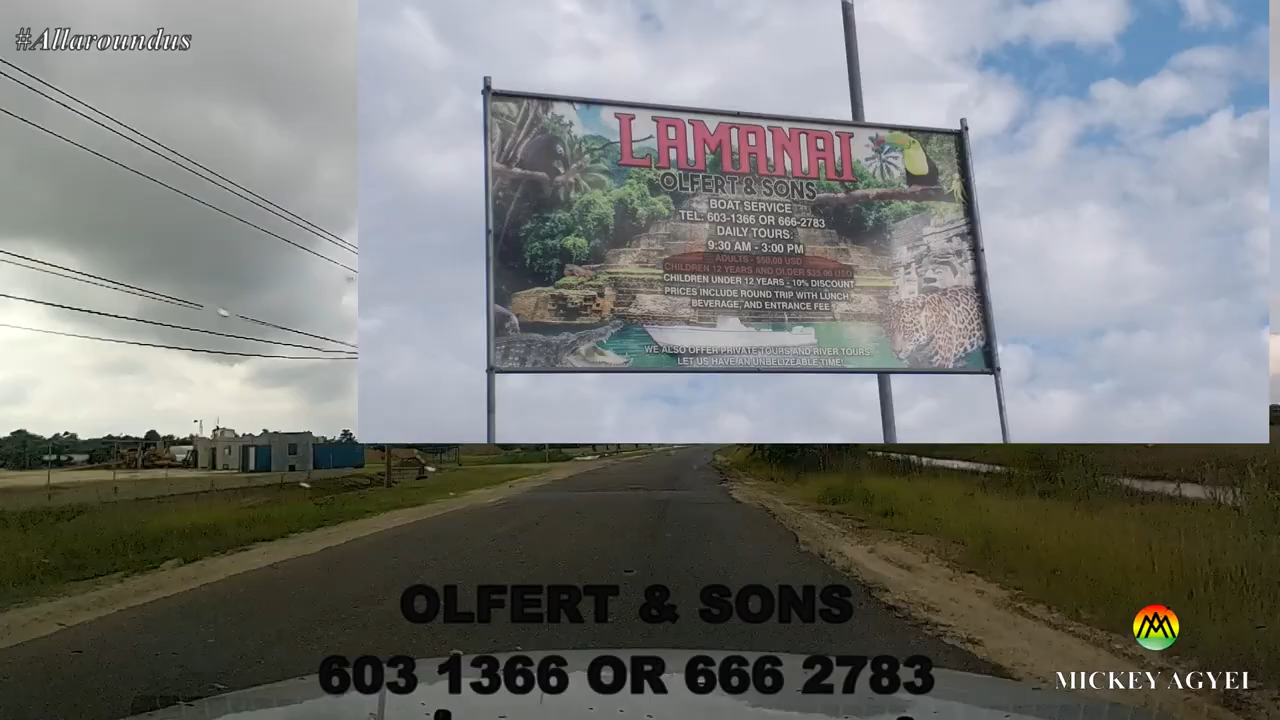 #Allaroundus
LAMANAI
OLFERT & SONS
BOAT SERVICE
TEL. 603-1366 OR 666-2783
DAILY TOURS.
9:30 AM - 3:00 PM
ADULTS - $50.00 USD
CHILDREN 12 YEARS AND OLDER $35.00 USD
CHILDREN UNDER 12 YEARS - 10% DISCOUNT
PRICES INCLUDE ROUND TRIP WITH LUNCH,
BEVERAGE, AND ENTRANCE FEE
WE ALSO OFFER PRIVATE TOURS AND RIVER TOURS.
LET US HAVE AN UNBELIZEABLE TIME!
OLFERT & SONS
603 1366 OR 666 2783
MICKEY AGYEI